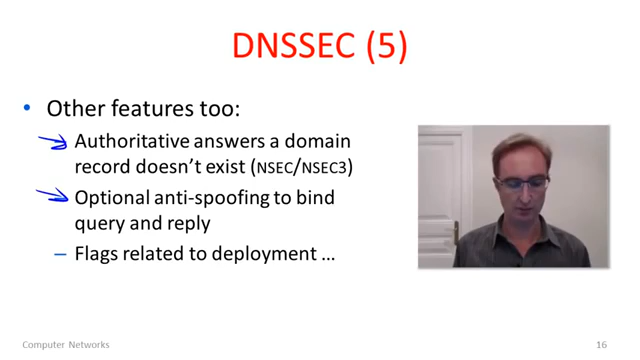 DNSSEC (5)
• Other features too:
Authoritative answers a domain
record doesn't exist (NSEC/NSEC3)
Optional anti-spoofing to bind
query and reply
– Flags related to deployment …
Computer Networks
16